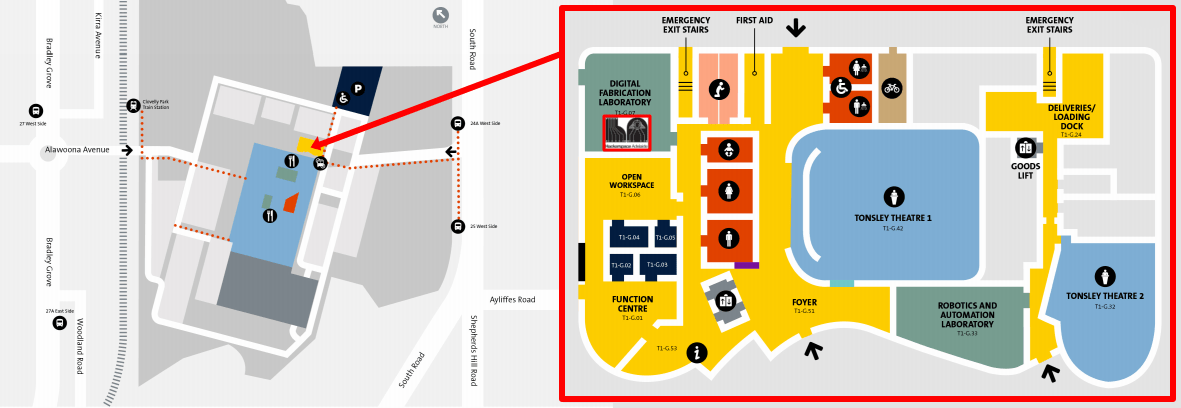 Bradley Grove
Kirra Avenue
NORTH
South Road
P
Clovelly Park
Train Station
27 West Side
24A West Side
Alawoona Avenue
25 West Side
Bradley Grove
27A East Side
Woodland Road
Ayliffes Road
South Road
Shepherds Hill Road
EMERGENCY
EXIT STAIRS
FIRST AID
EMERGENCY
EXIT STAIRS
DIGITAL
FABRICATION
LABORATORY
T1-G.07
DELIVERIES/
LOADING
DOCK
T1-G.24
GOODS
LIFT
OPEN
WORKSPACE
T1-G.06
TONSLEY THEATRE 1
T1-G.42
T1-G.04
T1-G.05
T1-G.02
T1-G.03
FUNCTION
CENTRE
T1-G.01
FOYER
T1-G.51
ROBOTICS AND
AUTOMATION
LABORATORY
T1-G.33
TONSLEY THEATRE 2
T1-G.32
T1-G.53
i